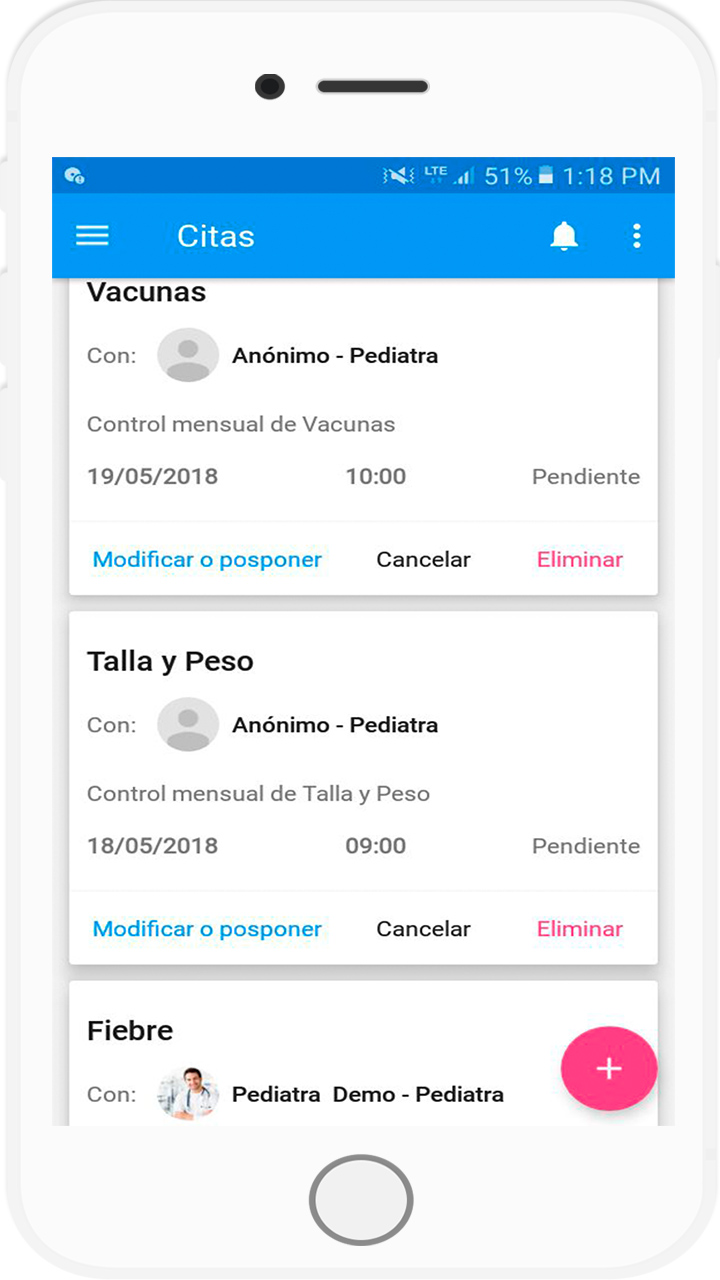 LTE 51% 1:18 PM
Citas
Vacunas
Con: Anónimo - Pediatra
Control mensual de Vacunas
19/05/2018 10:00 Pendiente
Modificar o posponer Cancelar Eliminar
Talla y Peso
Con: Anónimo - Pediatra
Control mensual de Talla y Peso
18/05/2018 09:00 Pendiente
Modificar o posponer Cancelar Eliminar
Fiebre
Con: Pediatra Demo - Pediatra